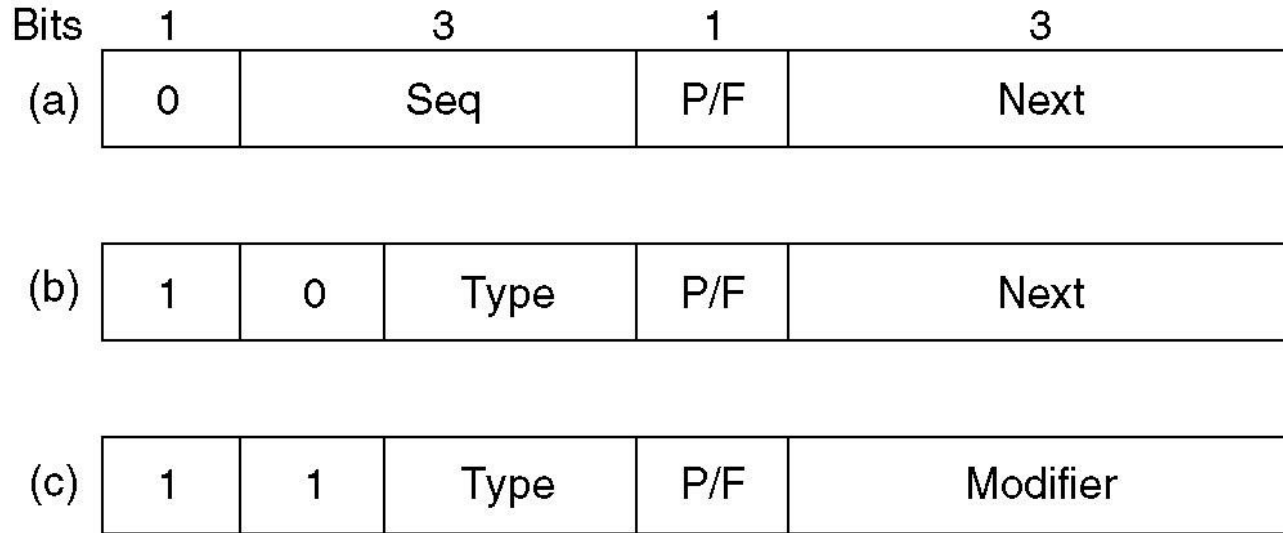 Bits 1 3 1 3
(a) 0 Seq P/F Next
(b) 1 0 Type P/F Next
(c) 1 1 Type P/F Modifier